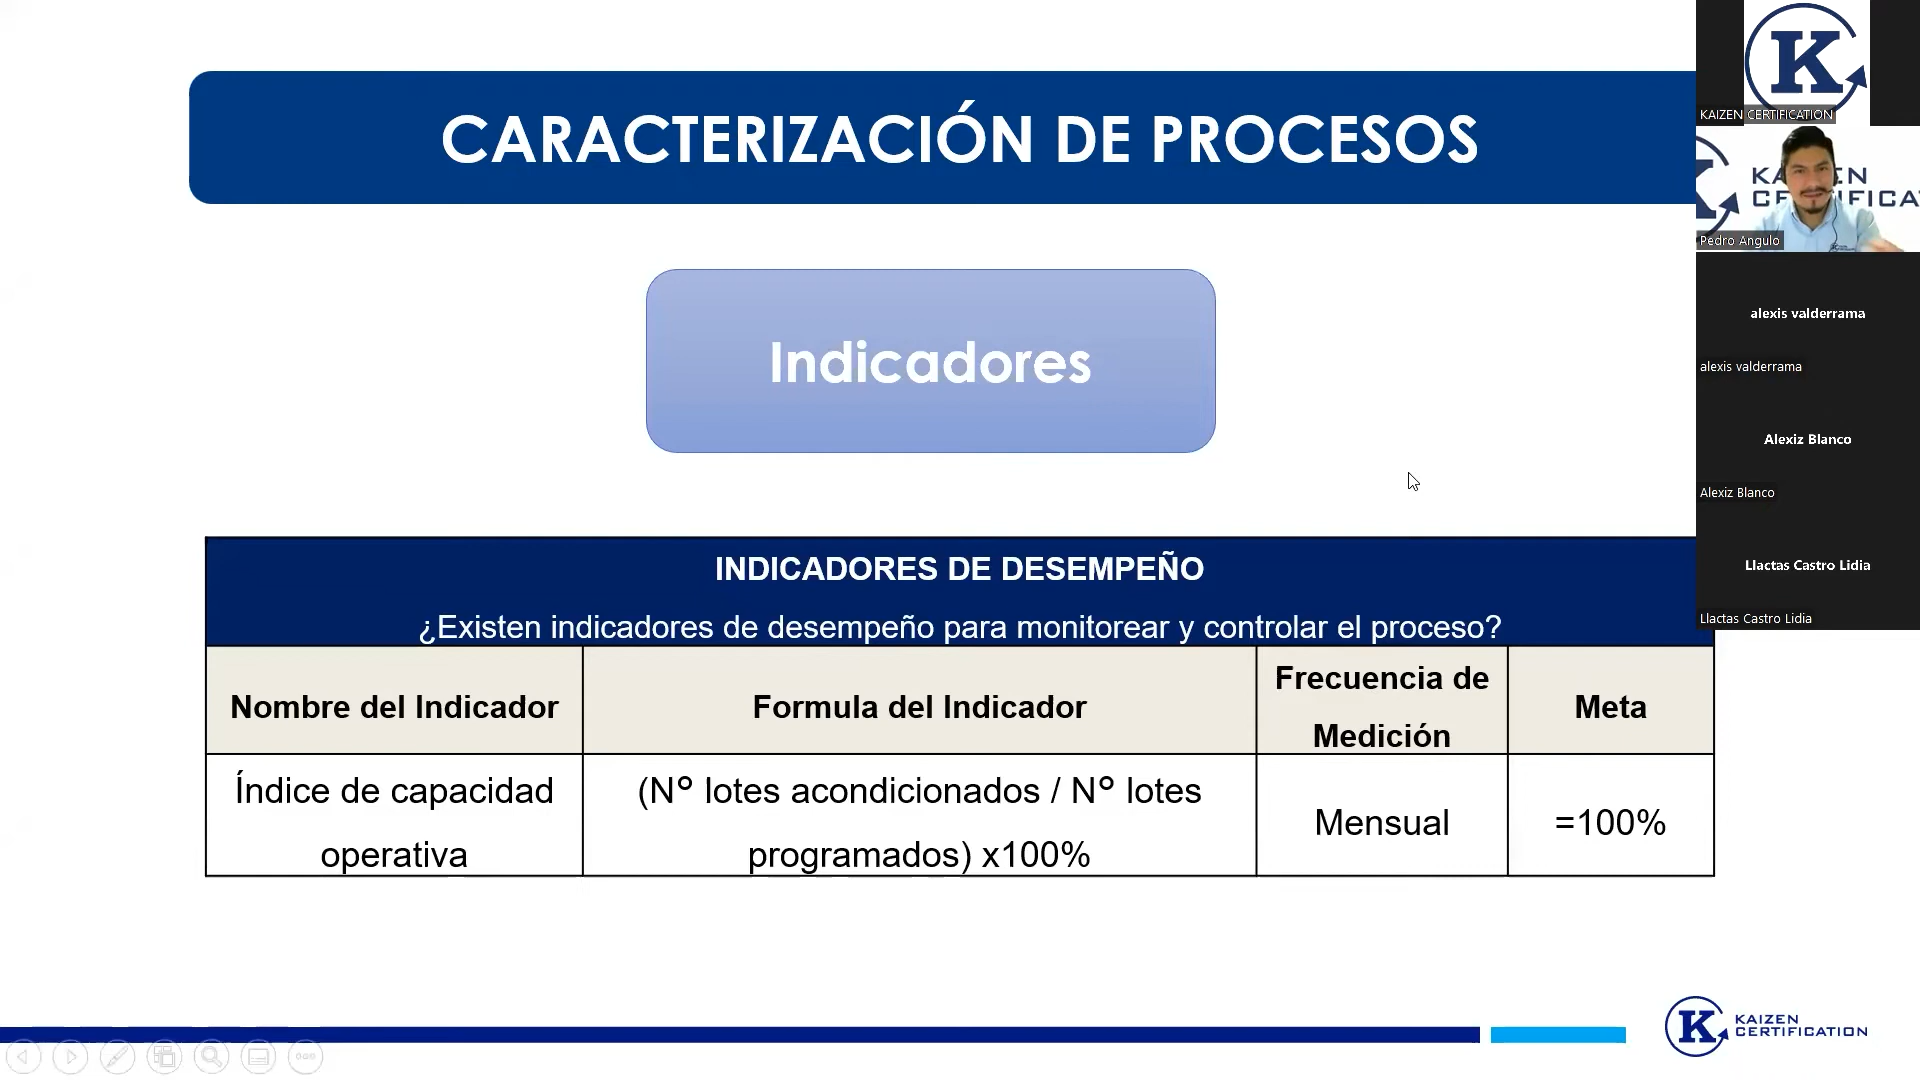 CARACTERIZACIÓN DE PROCESOS
Indicadores
INDICADORES DE DESEMPEÑO
¿Existen indicadores de desempeño para monitorear y controlar el proceso?
Nombre del Indicador
Formula del Indicador
Frecuencia de
Medición
Meta
Índice de capacidad
operativa
(Nº lotes acondicionados / Nº lotes
programados) x100%
Mensual
=100%
K
KAIZEN CERTIFICATION
Pedro Angulo
alexis valderrama
alexis valderrama
Alexiz Blanco
Alexiz Blanco
Llactas Castro Lidia
Llactas Castro Lidia
K
KAIZEN
CERTIFICATION